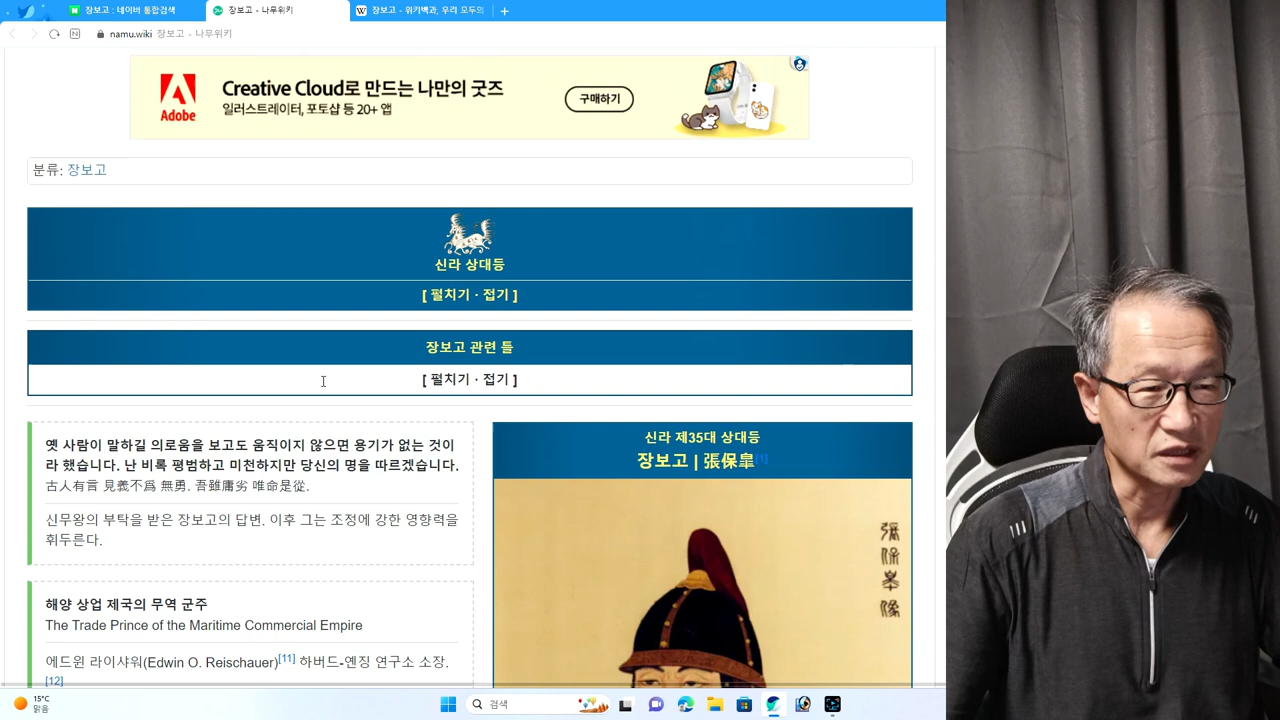 장보고 : 네이버 통합검색
장보고 - 나무위키
장보고 - 위키백과, 우리 모두의
namu.wiki 장보고 - 나무위키
Adobe
Creative Cloud로 만드는 나만의 굿즈
일러스트레이터, 포토샵 등 20+ 앱
구매하기
분류: 장보고
신라 상대등
[ 펼치기 · 접기 ]
장보고 관련 틀
[ 펼치기 · 접기 ]
옛 사람이 말하길 의로움을 보고도 움직이지 않으면 용기가 없는 것이
라 했습니다. 난 비록 평범하고 미천하지만 당신의 명을 따르겠습니다.
古人有言 見義不爲 無勇. 吾雖庸劣 唯命是從.
신무왕의 부탁을 받은 장보고의 답변. 이후 그는 조정에 강한 영향력을
휘두른다.
해양 상업 제국의 무역 군주
The Trade Prince of the Maritime Commercial Empire
에드윈 라이샤워(Edwin O. Reischauer)[11] 하버드-옌징 연구소 소장.
[12]
신라 제35대 상대등
장보고 | 張保皐[1]
15°C
맑음
검색